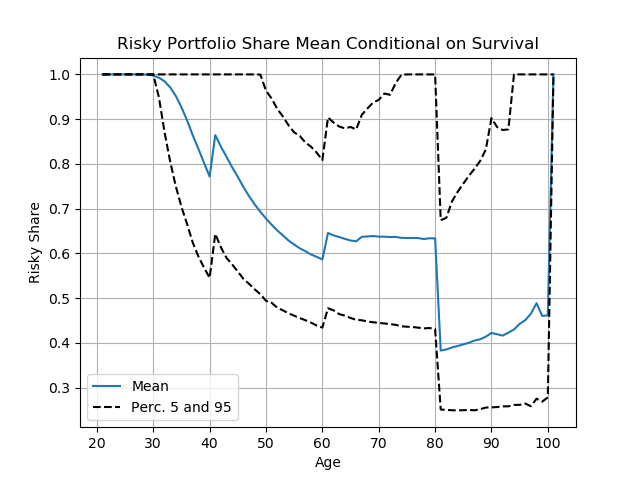 Risky Portfolio Share Mean Conditional on Survival
1.0
0.9
0.8
0.7
0.6
0.5
0.4
0.3
Risky Share
Mean
Perc. 5 and 95
20 30 40 50 60 70 80 90 100
Age